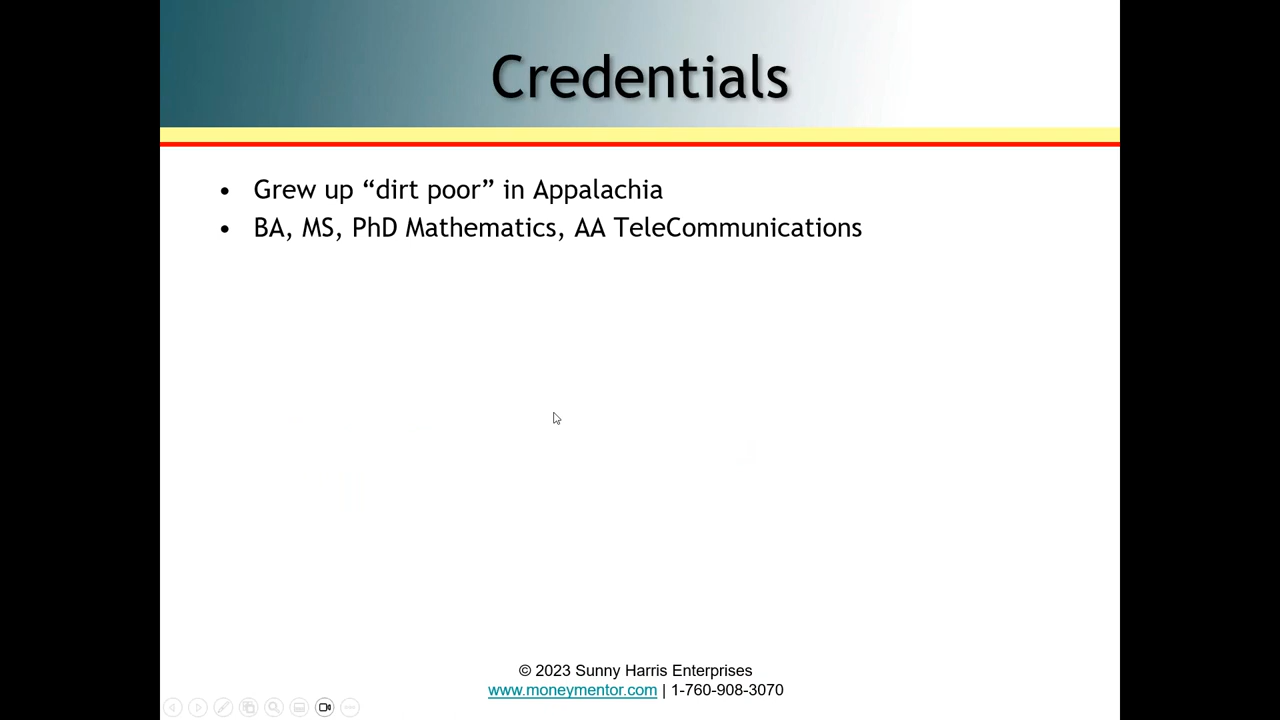 Credentials
• Grew up “dirt poor” in Appalachia
• BA, MS, PhD Mathematics, AA TeleCommunications
© 2023 Sunny Harris Enterprises
www.moneymentor.com | 1-760-908-3070